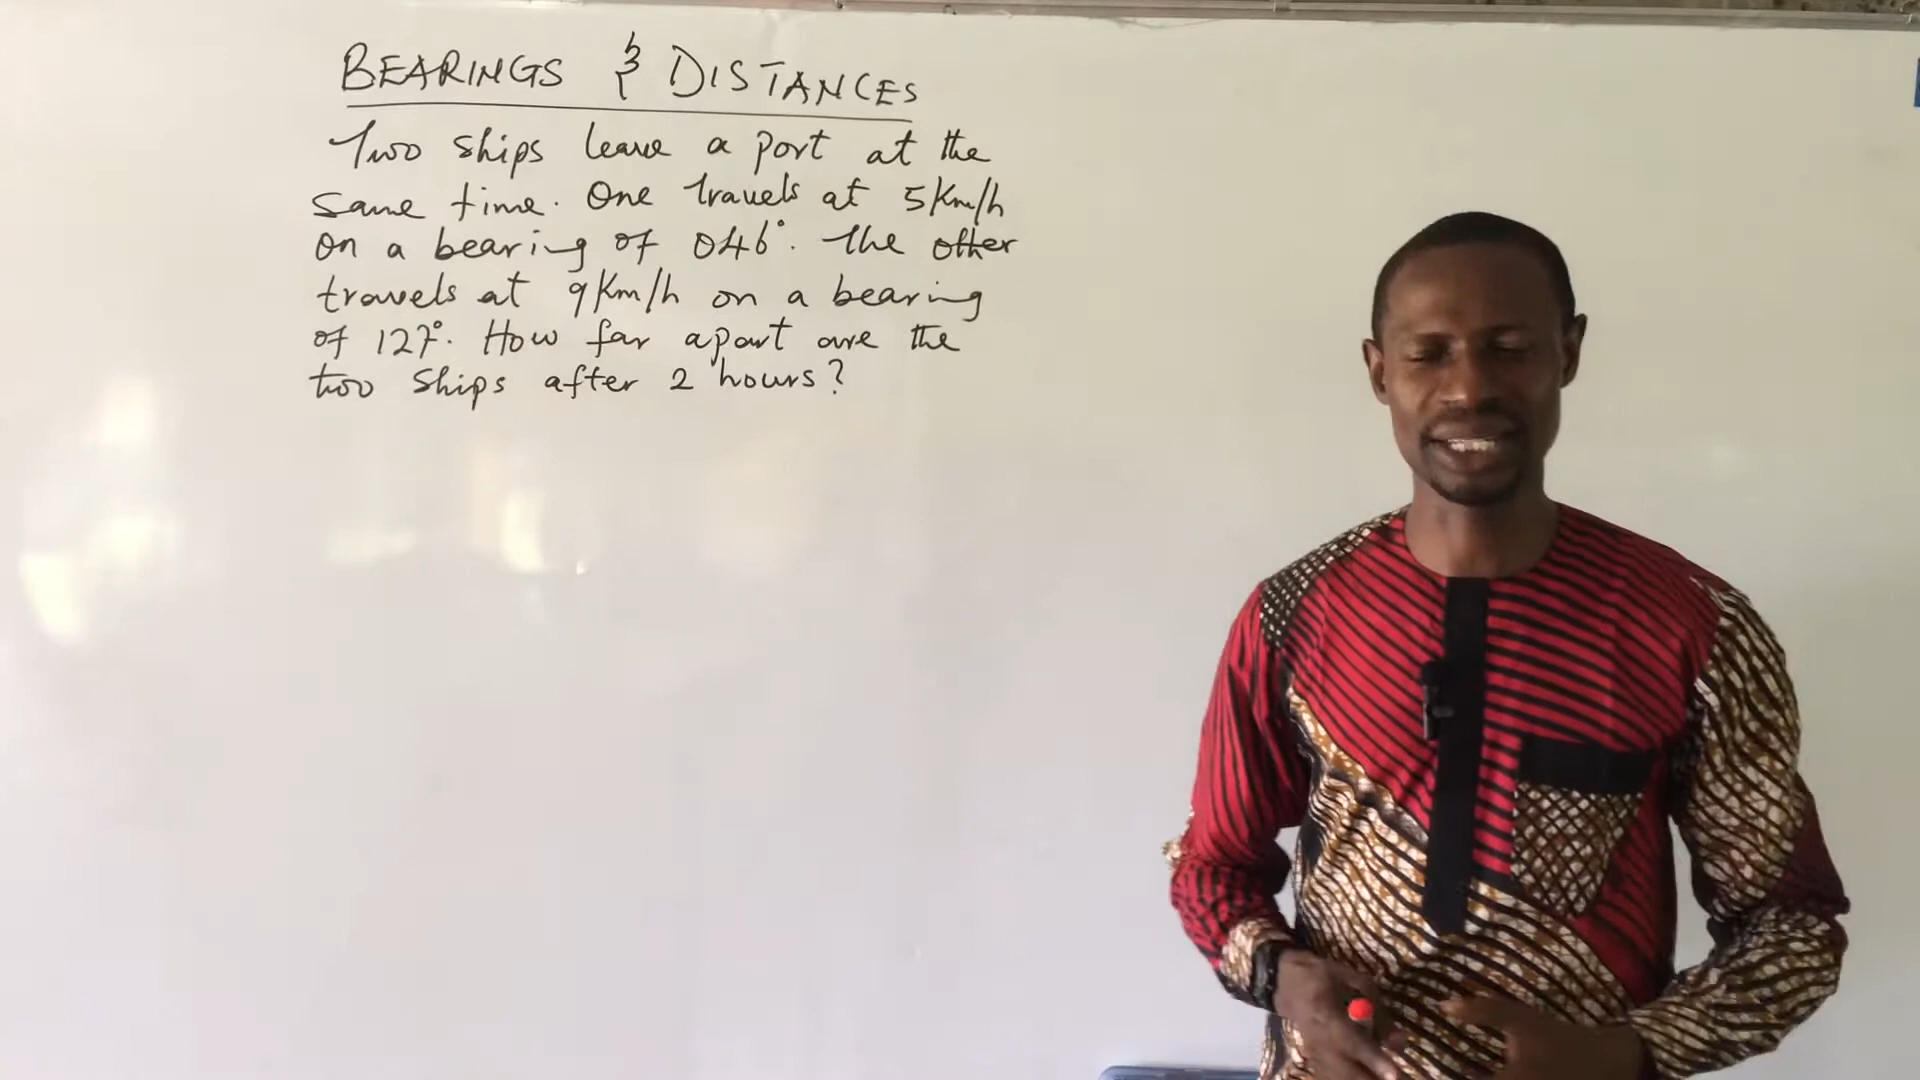 BEARINGS & DISTANCES
Two ships leave a port at the
same time. One travels at 5km/h
on a bearing of 046°. The other
travels at 9km/h on a bearing
of 127°. How far apart are the
two ships after 2 hours?